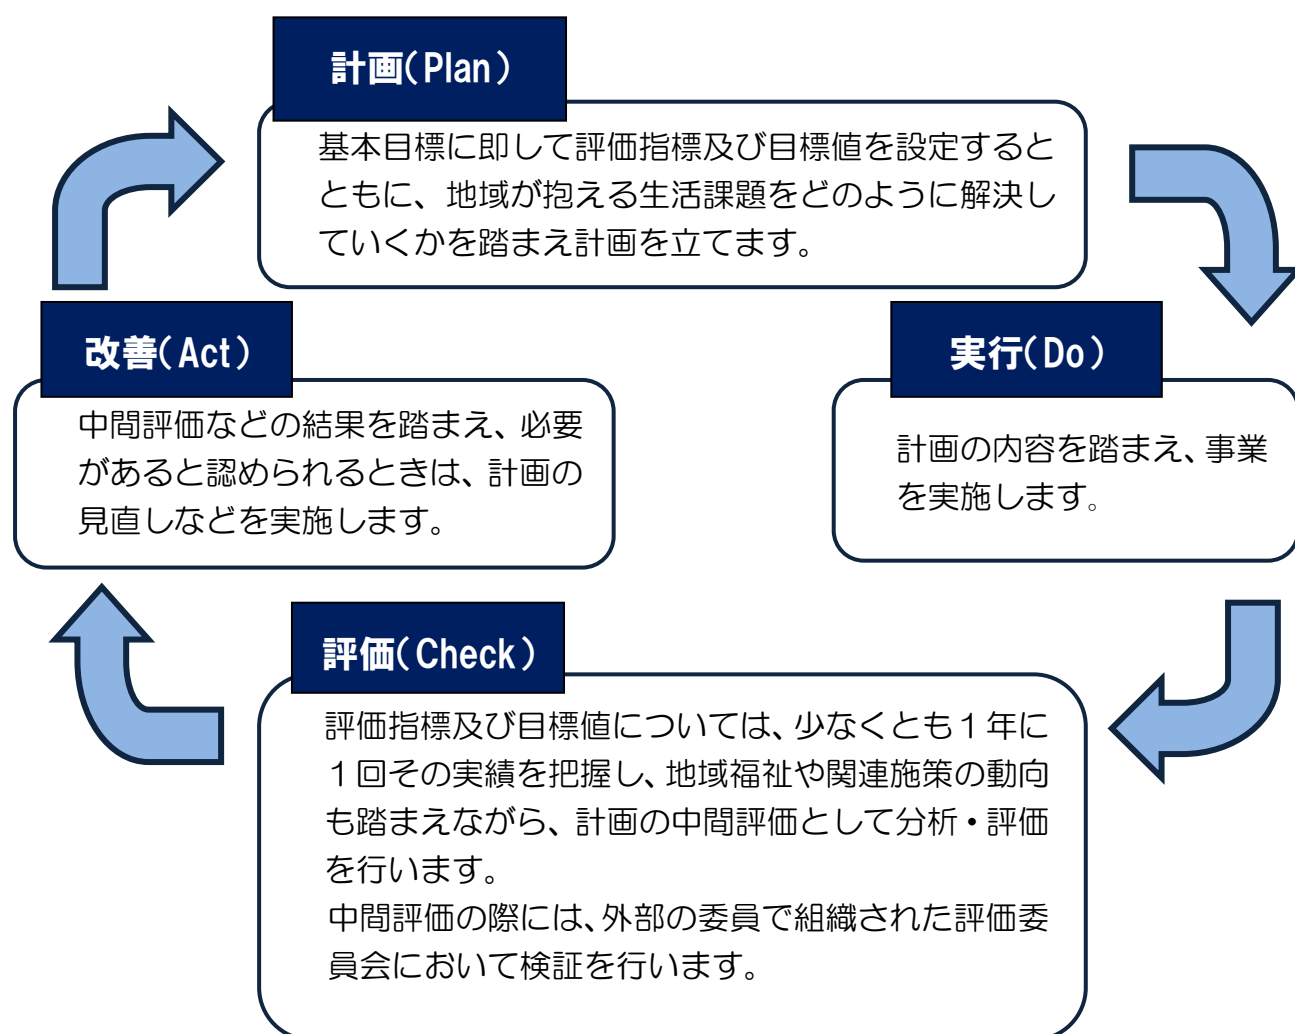 計画(Plan)
基本目標に即して評価指標及び目標値を設定すると
ともに、地域が抱える生活課題をどのように解決し
ていくかを踏まえ計画を立てます。
改善(Act)
中間評価などの結果を踏まえ、必要
があると認められるときは、計画の
見直しなどを実施します。
実行(Do)
計画の内容を踏まえ、事業
を実施します。
評価(Check)
評価指標及び目標値については、少なくとも１年に
１回その実績を把握し、地域福祉や関連施策の動向
も踏まえながら、計画の中間評価として分析・評価
を行います。
中間評価の際には、外部の委員で組織された評価委
員会において検証を行います。